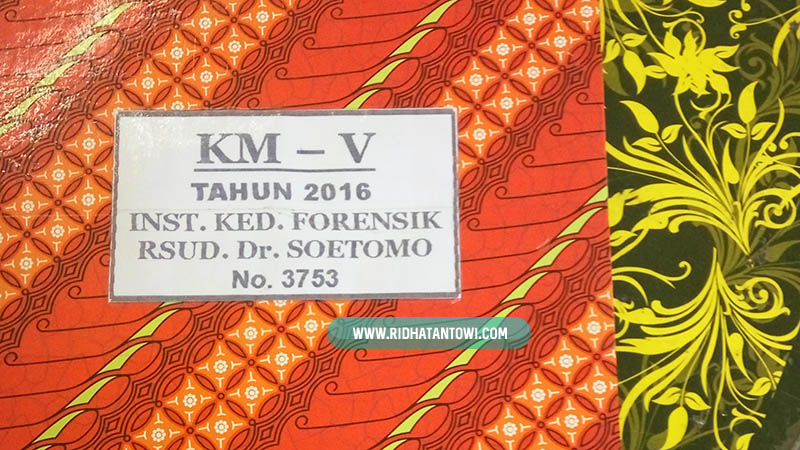 KM – V
TAHUN 2016
INST. KED. FORENSIK
RSUD. Dr. SOETOMO
No. 3753
WWW.RIDHATANTOWI.COM